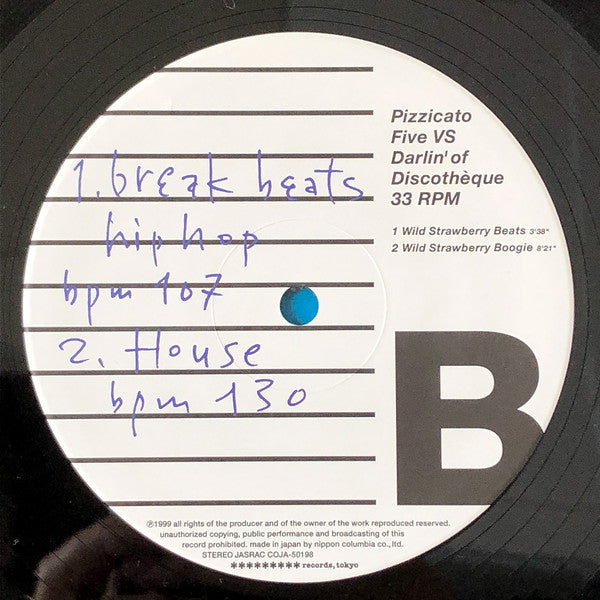 1. break beats
hip hop
bpm 107
2. House
bpm 130
Pizzicato
Five VS
Darlin' of
Discothèque
33 RPM
1 Wild Strawberry Beats 3'38"
2 Wild Strawberry Boogie 8'21"
B
℗1999 all rights of the producer and of the owner of the work reproduced reserved.
unauthorized copying, public performance and broadcasting of this
record prohibited. made in japan by nippon columbia co., ltd.
STEREO JASRAC COJA-50198
********* records, tokyo